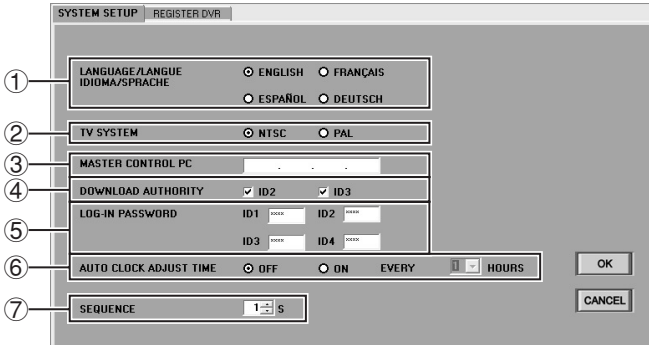 SYSTEM SETUP REGISTER DVR
① LANGUAGE/LANGUE IDIOMA/SPRACHE ENGLISH FRANÇAIS
ESPAÑOL DEUTSCH
② TV SYSTEM NTSC PAL
③ MASTER CONTROL PC . . .
④ DOWNLOAD AUTHORITY ID2 ID3
⑤ LOG-IN PASSWORD ID1 **** ID2 ****
ID3 **** ID4 ****
⑥ AUTO CLOCK ADJUST TIME OFF ON EVERY 1 HOURS
OK
CANCEL
⑦ SEQUENCE 1 S